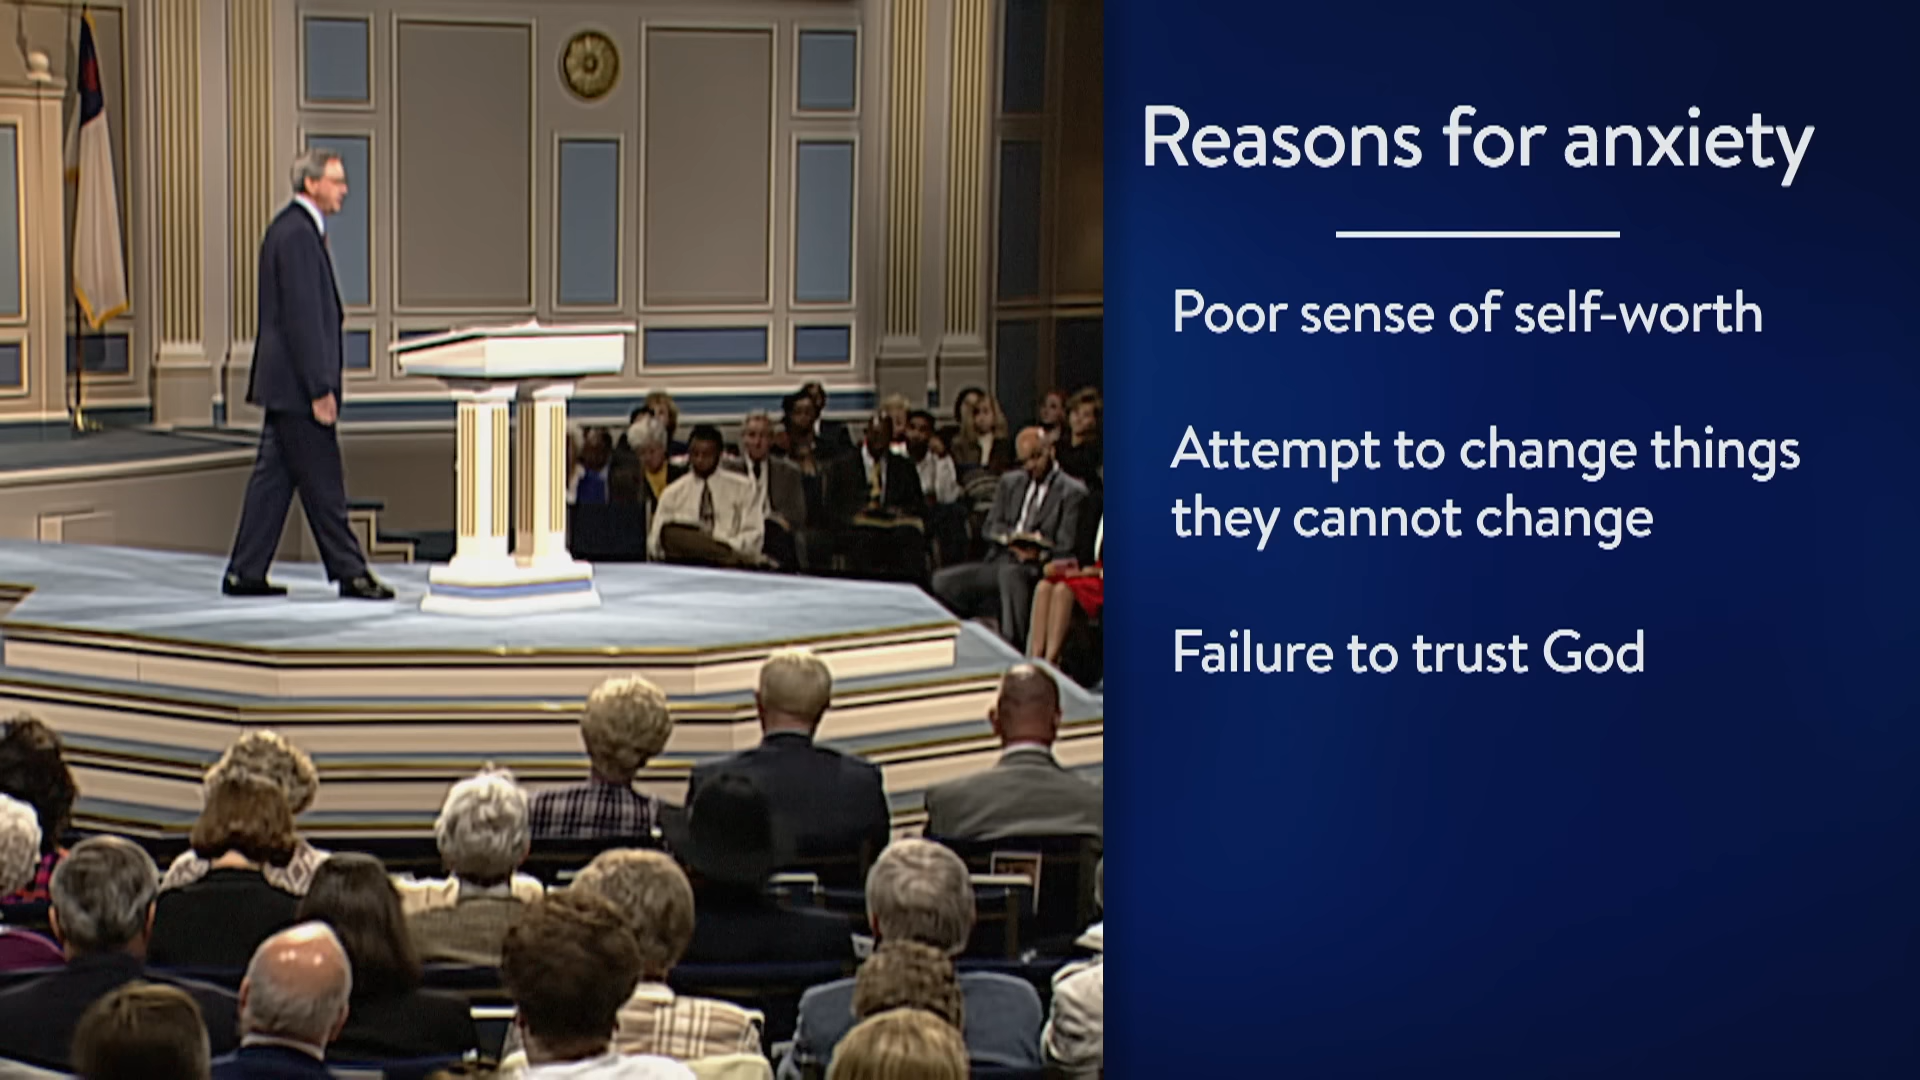 Reasons for anxiety
Poor sense of self-worth
Attempt to change things
they cannot change
Failure to trust God